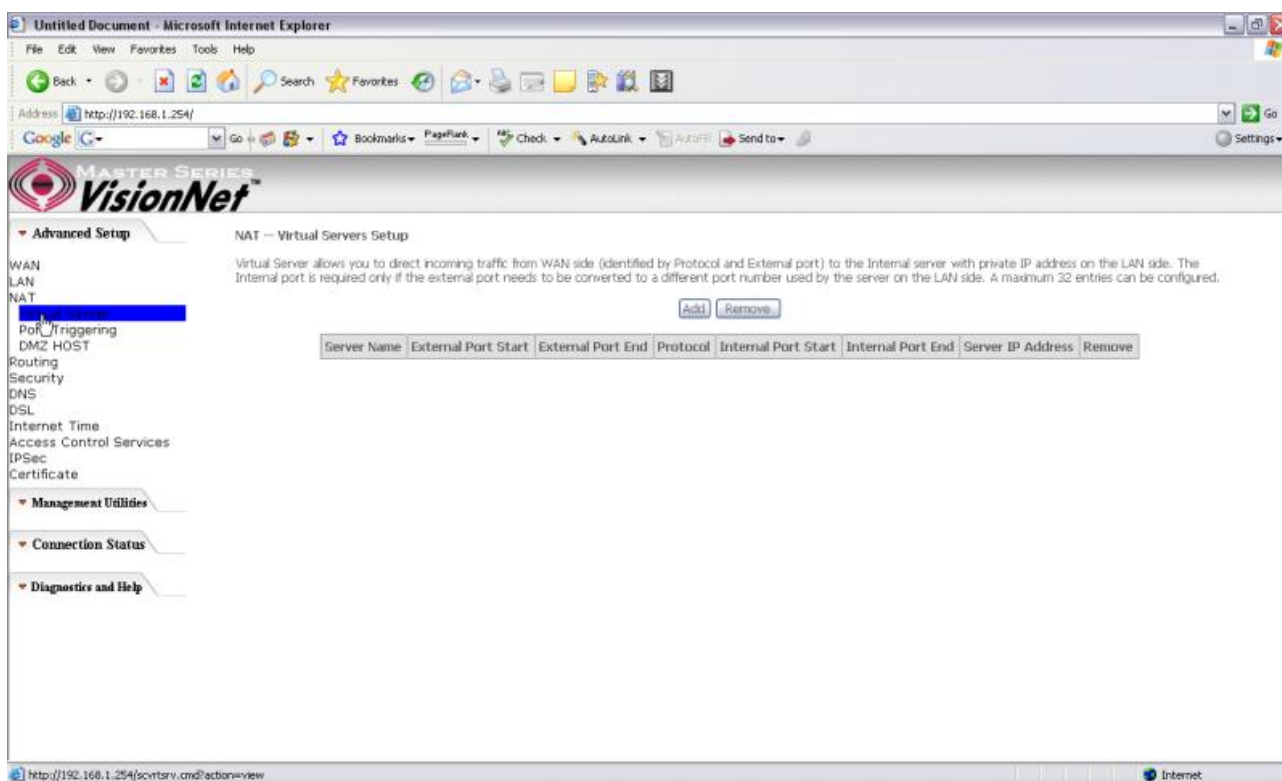 Untitled Document - Microsoft Internet Explorer
File Edit View Favorites Tools Help
Back Search Favorites
Address http://192.168.1.254/ Go
Google G Go Bookmarks PageRank Check AutoLink AutoFill Send to Settings
MASTER SERIES
VisionNet™
Advanced Setup
WAN
LAN
NAT
Virtual Server
Port Triggering
DMZ HOST
Routing
Security
DNS
DSL
Internet Time
Access Control Services
IPSec
Certificate
Management Utilities
Connection Status
Diagnostics and Help
NAT -- Virtual Servers Setup
Virtual Server allows you to direct incoming traffic from WAN side (identified by Protocol and External port) to the Internal server with private IP address on the LAN side. The
Internal port is required only if the external port needs to be converted to a different port number used by the server on the LAN side. A maximum 32 entries can be configured.
Add Remove
Server Name External Port Start External Port End Protocol Internal Port Start Internal Port End Server IP Address Remove
http://192.168.1.254/scvrtsrv.cmd?action=view Internet